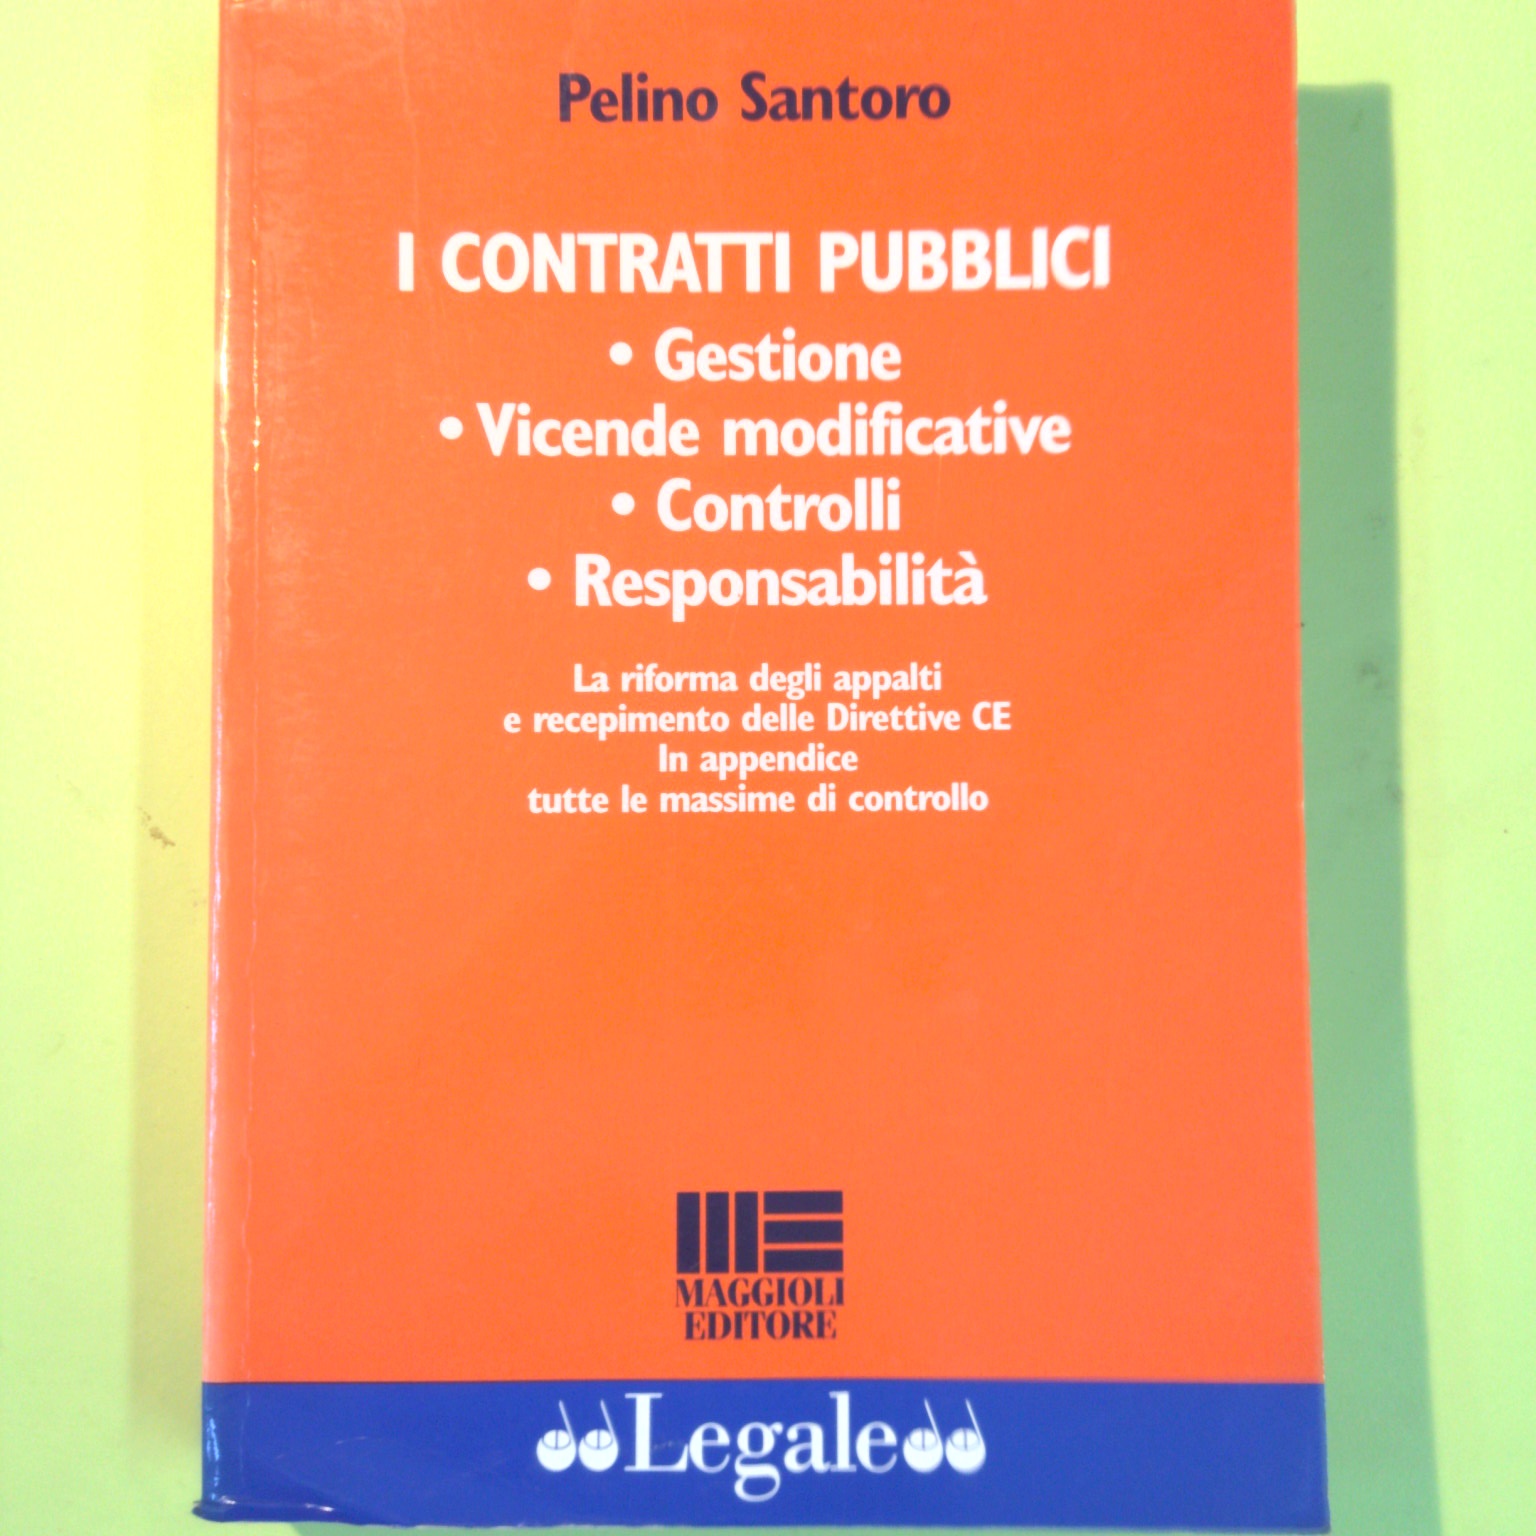 Pelino Santoro
I CONTRATTI PUBBLICI
• Gestione
• Vicende modificative
• Controlli
• Responsabilità
La riforma degli appalti
e recepimento delle Direttive CE
In appendice
tutte le massime di controllo
MAGGIOLI
EDITORE
Legale